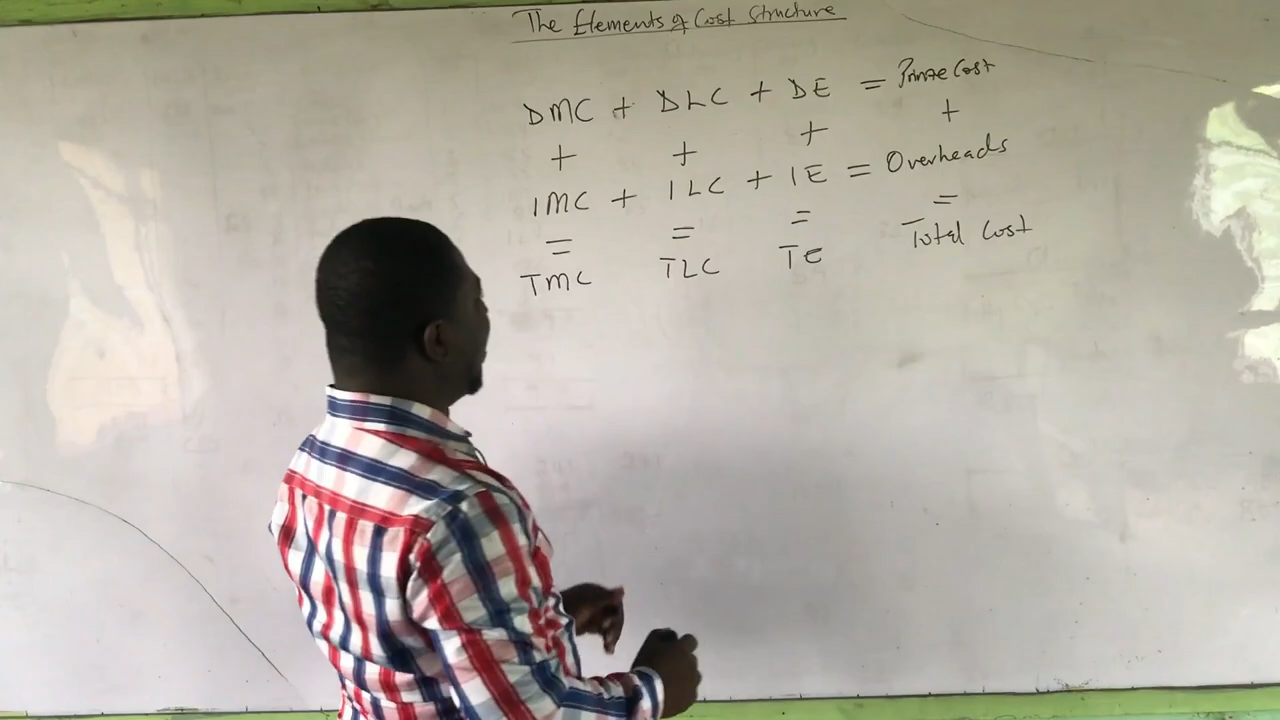 The Elements of Cost Structure
DMC + DLC + DE = Prime Cost
+ + + +
IMC + ILC + IE = Overheads
= = = =
TMC TLC TE Total Cost